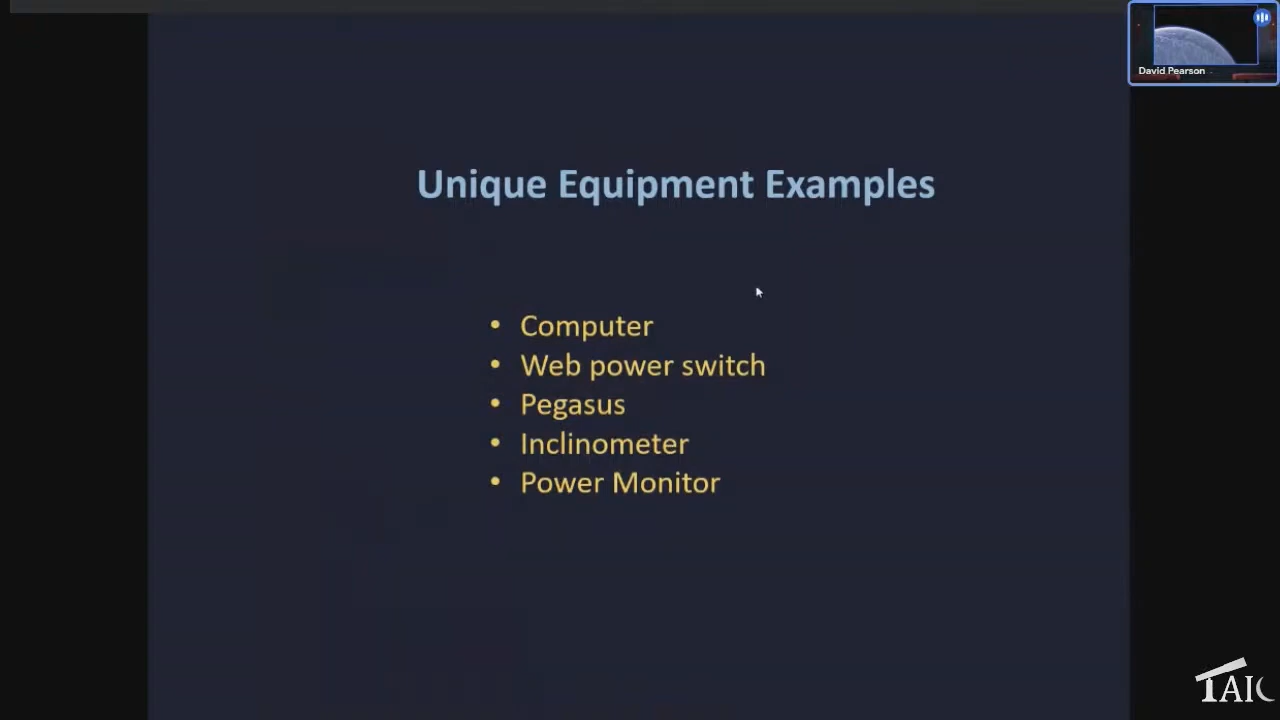 David Pearson
Unique Equipment Examples
• Computer
• Web power switch
• Pegasus
• Inclinometer
• Power Monitor
TAIC